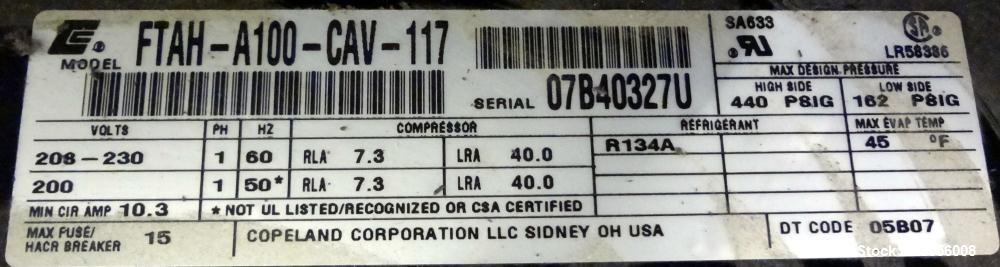 MODEL FTAH-A100-CAV-117
SERIAL 07B40327U
SA633
LR58386
MAX DESIGN PRESSURE
HIGH SIDE LOW SIDE
440 PSIG 162 PSIG
VOLTS PH HZ COMPRESSOR REFRIGERANT MAX EVAP TEMP
208-230 1 60 RLA 7.3 LRA 40.0 R134A 45 °F
200 1 50* RLA 7.3 LRA 40.0
MIN CIR AMP 10.3 * NOT UL LISTED/RECOGNIZED OR CSA CERTIFIED
MAX FUSE/
HACR BREAKER 15 COPELAND CORPORATION LLC SIDNEY OH USA DT CODE 05B07